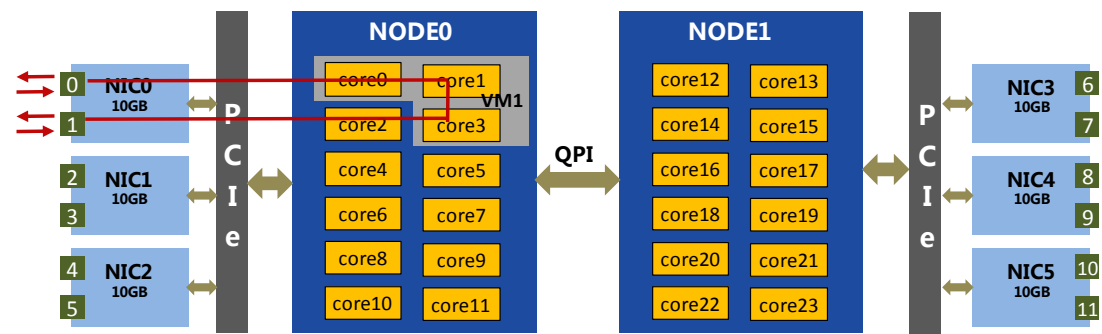 NODE0
NODE1
0
NIC0
10GB
1
2
NIC1
10GB
3
4
NIC2
10GB
5
P
C
I
e
core0
core1
VM1
core2
core3
core4
core5
core6
core7
core8
core9
core10
core11
QPI
core12
core13
core14
core15
core16
core17
core18
core19
core20
core21
core22
core23
P
C
I
e
NIC3
10GB
6
7
NIC4
10GB
8
9
NIC5
10GB
10
11